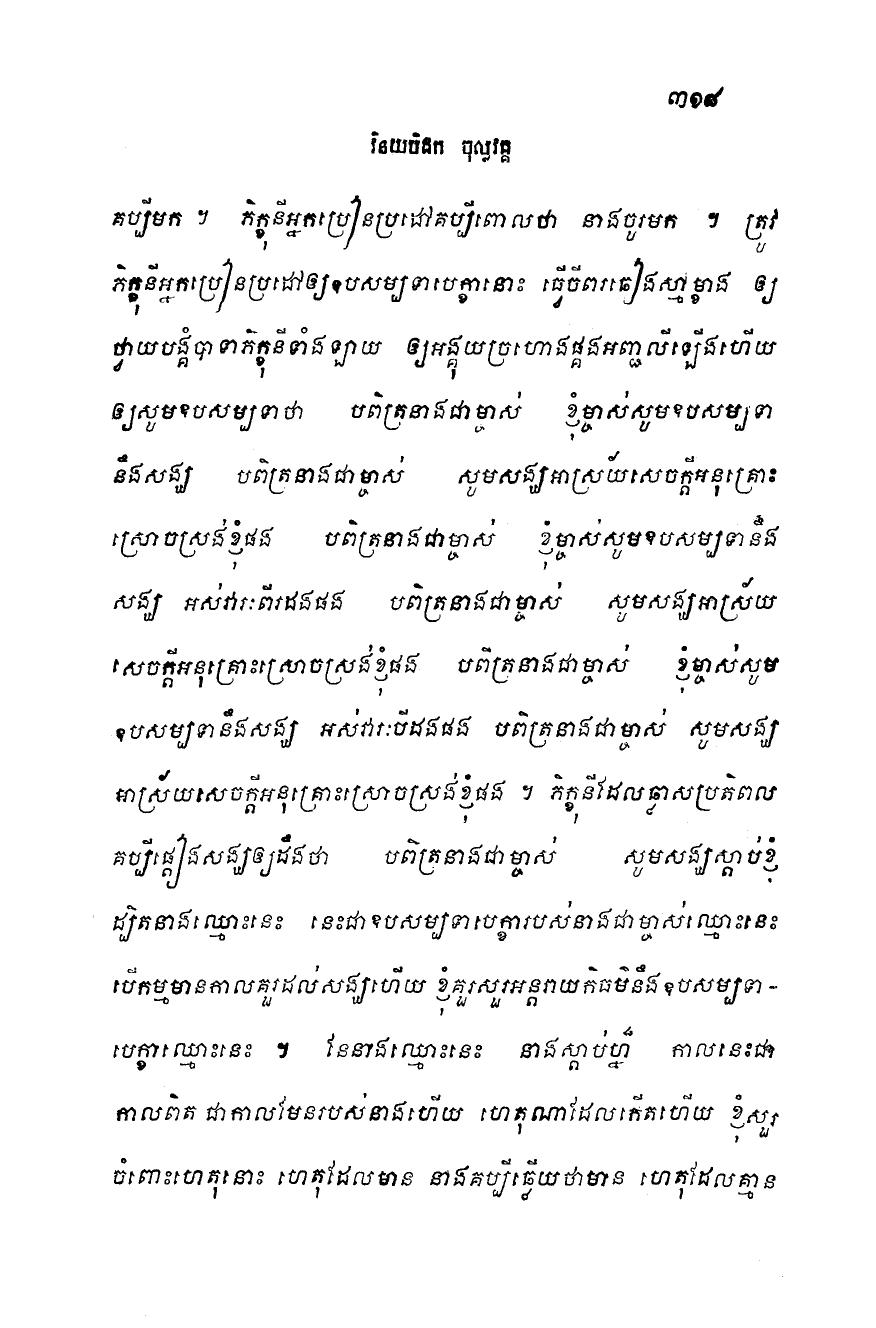 ៣១៨
វិនយបិដក ចុល្លវគ្គ
គប្បីមក ។ ភិក្ខុនីអ្នកប្រៀនប្រដៅគប្បីពោលថា នាងចូរមក ។ ត្រូវ
ភិក្ខុនីអ្នកប្រៀនប្រដៅឲ្យឧបសម្បទាបេក្ខានោះ ធ្វើចីពរឆៀងស្មាម្ខាង ឲ្យ
ថ្វាយបង្គំបាទាភិក្ខុនីទាំងឡាយ ឲ្យអង្គុយច្រហោងផ្គងអញ្ជលីឡើងហើយ
ឲ្យសូមឧបសម្បទាថា បពិត្រនាងជាម្ចាស់ ខ្ញុំម្ចាស់សូមឧបសម្បទា
នឹងសង្ឃ បពិត្រនាងជាម្ចាស់ សូមសង្ឃអាស្រ័យសេចក្តីអនុគ្រោះ
ស្រោចស្រង់ខ្ញុំផង បពិត្រនាងជាម្ចាស់ ខ្ញុំម្ចាស់សូមឧបសម្បទានឹង
សង្ឃ អស់វារៈពីរដងផង បពិត្រនាងជាម្ចាស់ សូមសង្ឃអាស្រ័យ
សេចក្តីអនុគ្រោះស្រោចស្រង់ខ្ញុំផង បពិត្រនាងជាម្ចាស់ ខ្ញុំម្ចាស់សូម
ឧបសម្បទានឹងសង្ឃ អស់វារៈបីដងផង បពិត្រនាងជាម្ចាស់ សូមសង្ឃ
អាស្រ័យសេចក្តីអនុគ្រោះស្រោចស្រង់ខ្ញុំផង ។ ភិក្ខុនីដែលឆ្លាសប្រតិពល
គប្បីផ្តៀងសង្ឃឲ្យដឹងថា បពិត្រនាងជាម្ចាស់ សូមសង្ឃស្តាប់ខ្ញុំ
ដ្បិតនាងឈ្មោះនេះ នេះជាឧបសម្បទាបេក្ខារបស់នាងជាម្ចាស់ឈ្មោះនេះ
បើកម្មមានកាលគួរដល់សង្ឃហើយ ខ្ញុំគួរសួរអន្តរាយកិធម៌នឹងឧបសម្បទា -
បេក្ខាឈ្មោះនេះ ។ នែនាងឈ្មោះនេះ នាងស្តាប់ហ្ន៎ កាលនេះជា
កាលពិត ជាកាលមែនរបស់នាងហើយ ហេតុណាដែលកើតហើយ ខ្ញុំសួរ
ចំពោះហេតុនោះ ហេតុដែលមាន នាងគប្បីឆ្លើយថាមាន ហេតុដែលគ្មាន